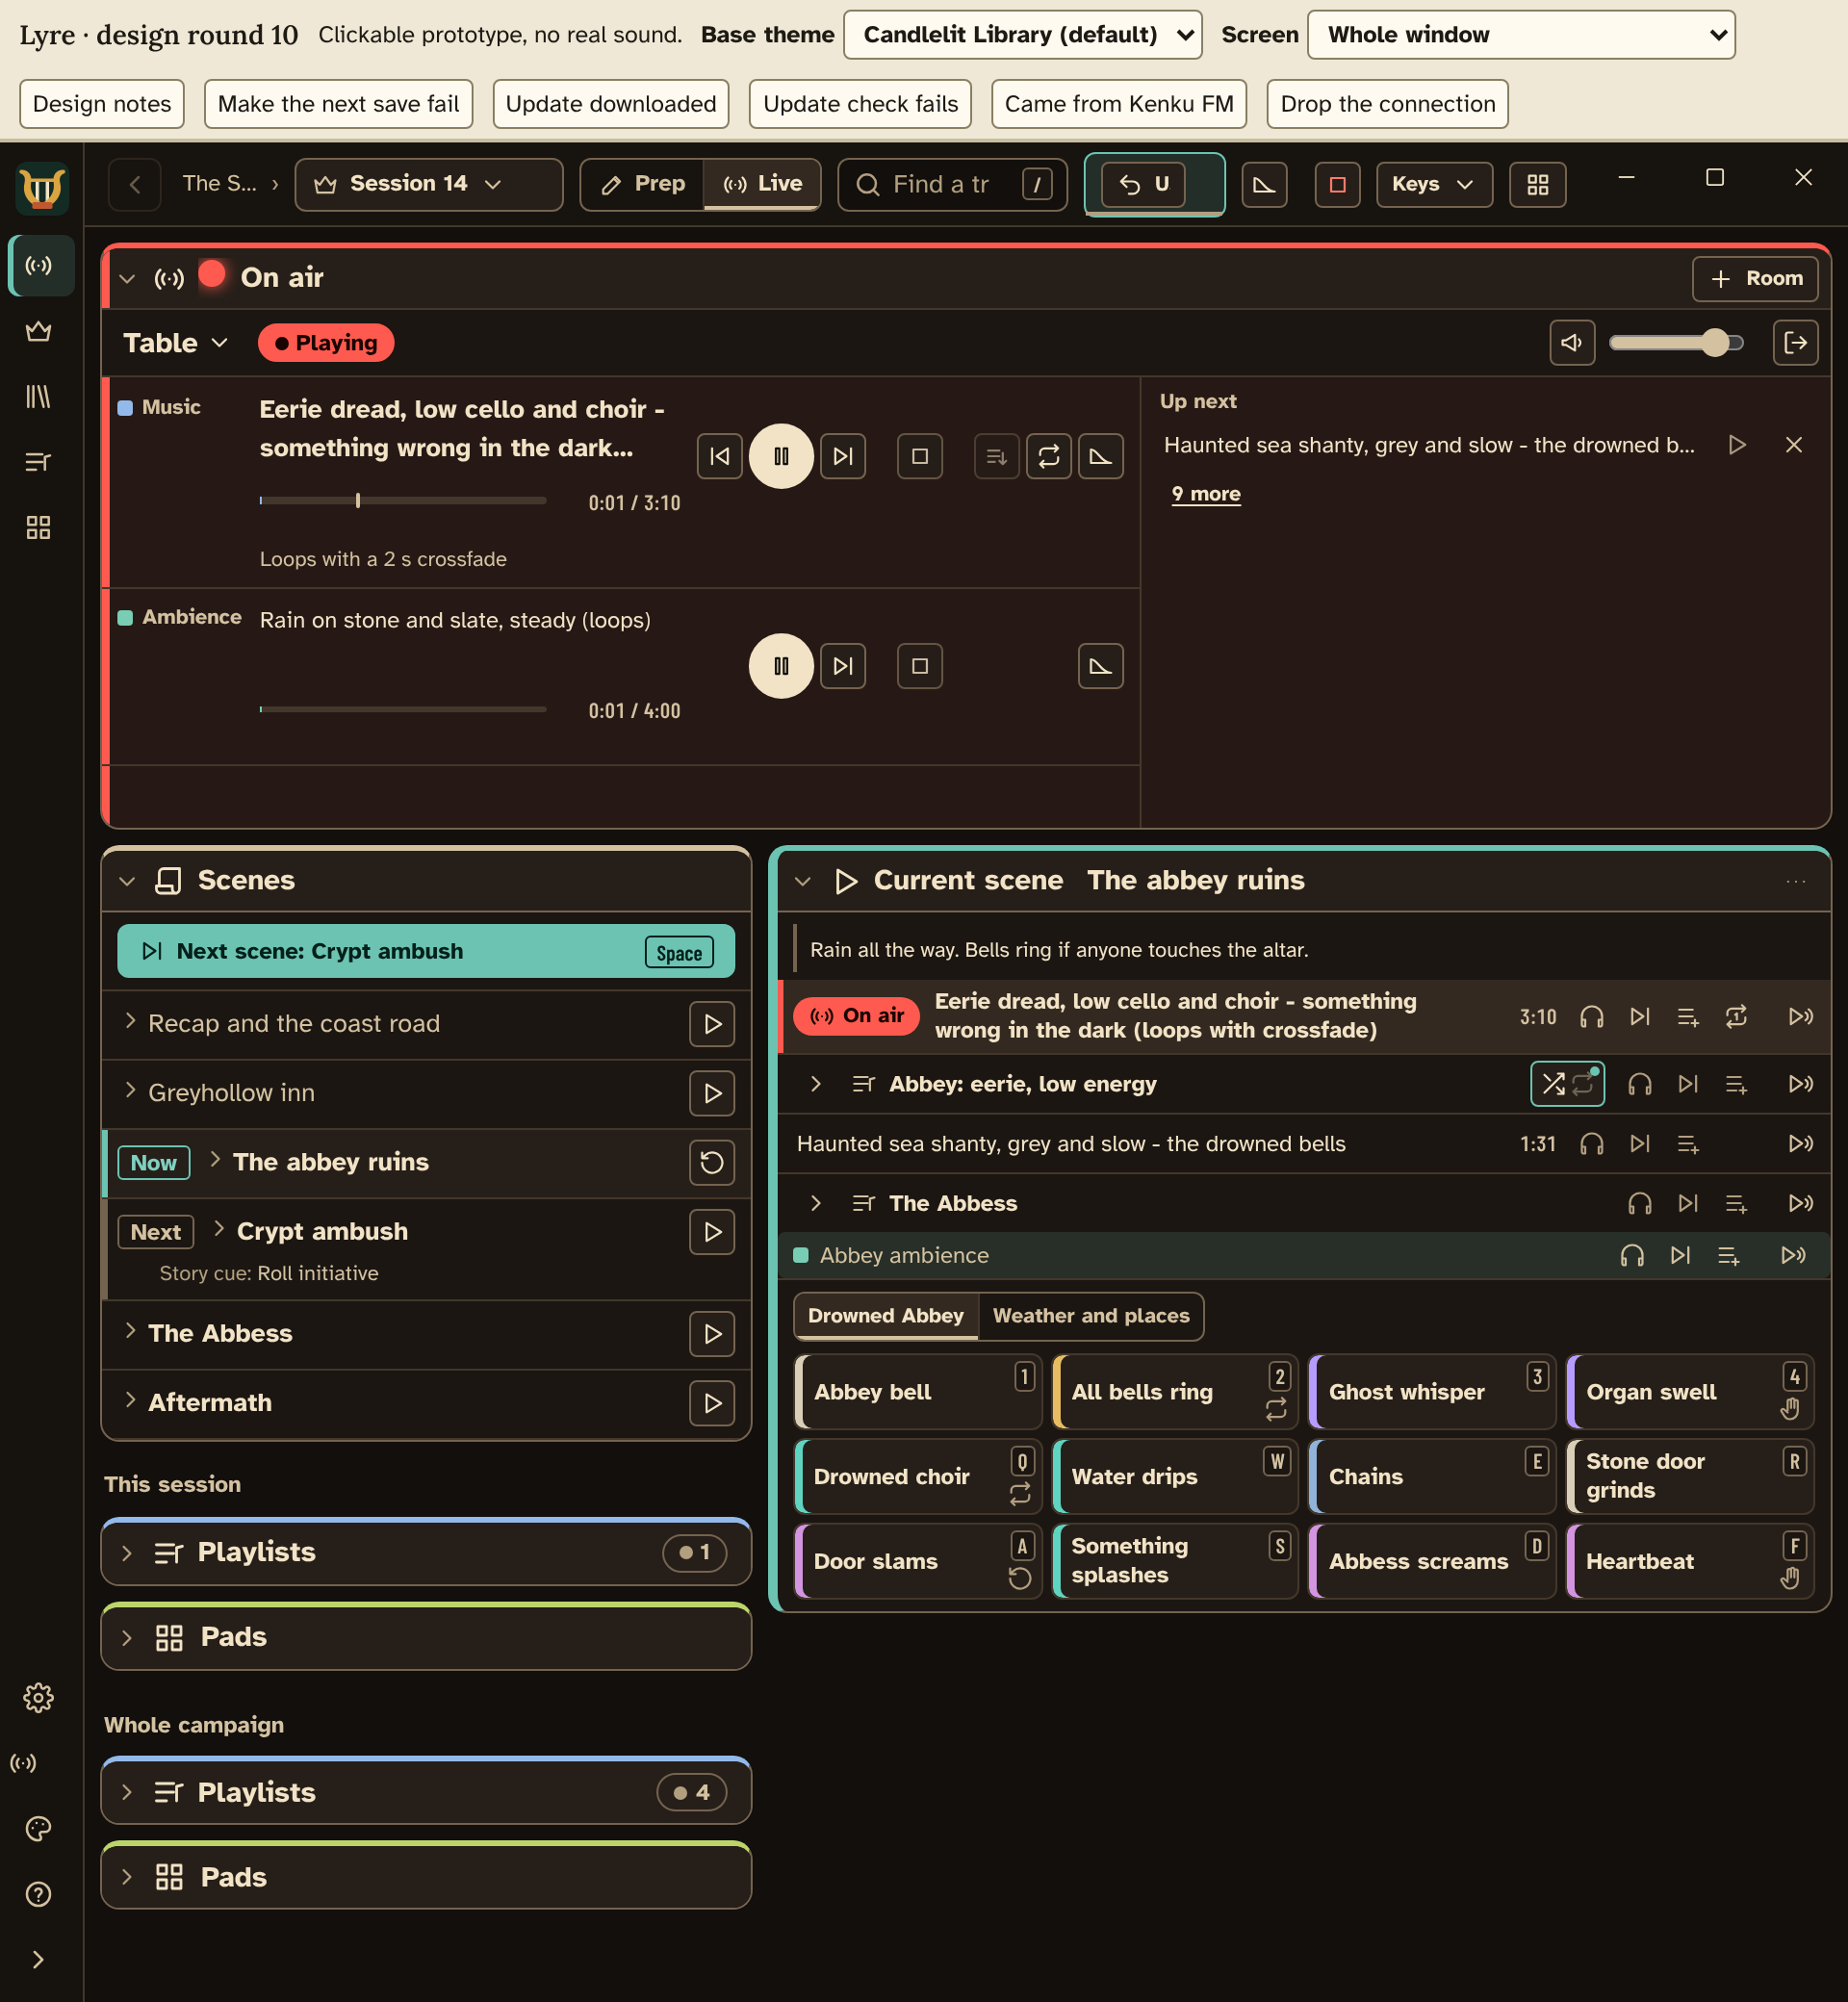 Lyre · design round 10 Clickable prototype, no real sound. Base theme Candlelit Library (default) Screen Whole window
Design notes Make the next save fail Update downloaded Update check fails Came from Kenku FM Drop the connection
The S... › Session 14 Prep Live Find a tr / U Keys
On air Room
Table Playing
Music Eerie dread, low cello and choir -
something wrong in the dark...
0:01 / 3:10
Loops with a 2 s crossfade
Up next
Haunted sea shanty, grey and slow - the drowned b...
9 more
Ambience Rain on stone and slate, steady (loops)
0:01 / 4:00
Scenes
Next scene: Crypt ambush Space
Recap and the coast road
Greyhollow inn
Now The abbey ruins
Next Crypt ambush
Story cue: Roll initiative
The Abbess
Aftermath
This session
Playlists 1
Pads
Whole campaign
Playlists 4
Pads
Current scene The abbey ruins ...
Rain all the way. Bells ring if anyone touches the altar.
On air Eerie dread, low cello and choir - something
wrong in the dark (loops with crossfade) 3:10
Abbey: eerie, low energy
Haunted sea shanty, grey and slow - the drowned bells 1:31
The Abbess
Abbey ambience
Drowned Abbey Weather and places
Abbey bell 1 All bells ring 2 Ghost whisper 3 Organ swell 4
Drowned choir Q Water drips W Chains E Stone door
grinds R
Door slams A Something
splashes S Abbess screams D Heartbeat F